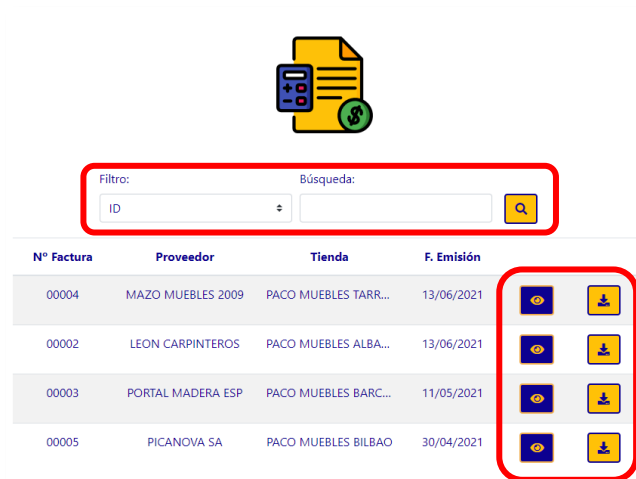 Filtro: Búsqueda:
ID
Nº Factura Proveedor Tienda F. Emisión
00004 MAZO MUEBLES 2009 PACO MUEBLES TARR... 13/06/2021
00002 LEON CARPINTEROS PACO MUEBLES ALBA... 13/06/2021
00003 PORTAL MADERA ESP PACO MUEBLES BARC... 11/05/2021
00005 PICANOVA SA PACO MUEBLES BILBAO 30/04/2021